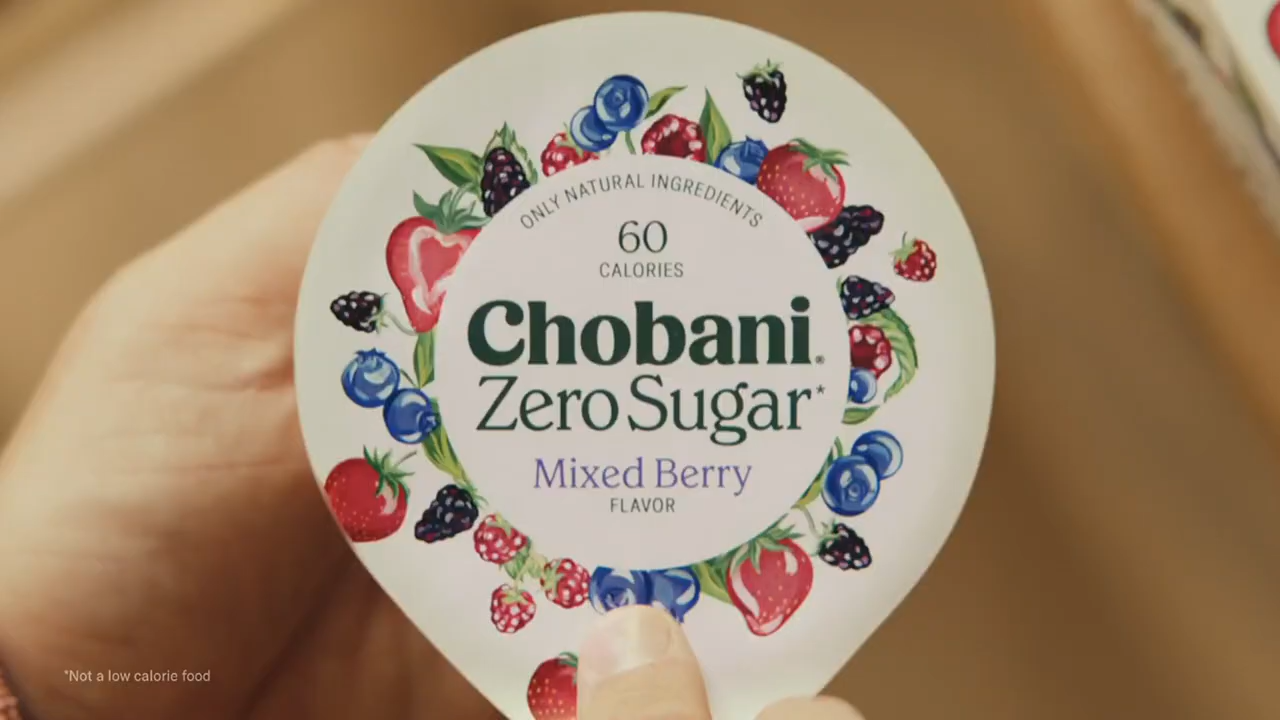 ONLY NATURAL INGREDIENTS
60
CALORIES
Chobani®
Zero Sugar*
Mixed Berry
FLAVOR
*Not a low calorie food